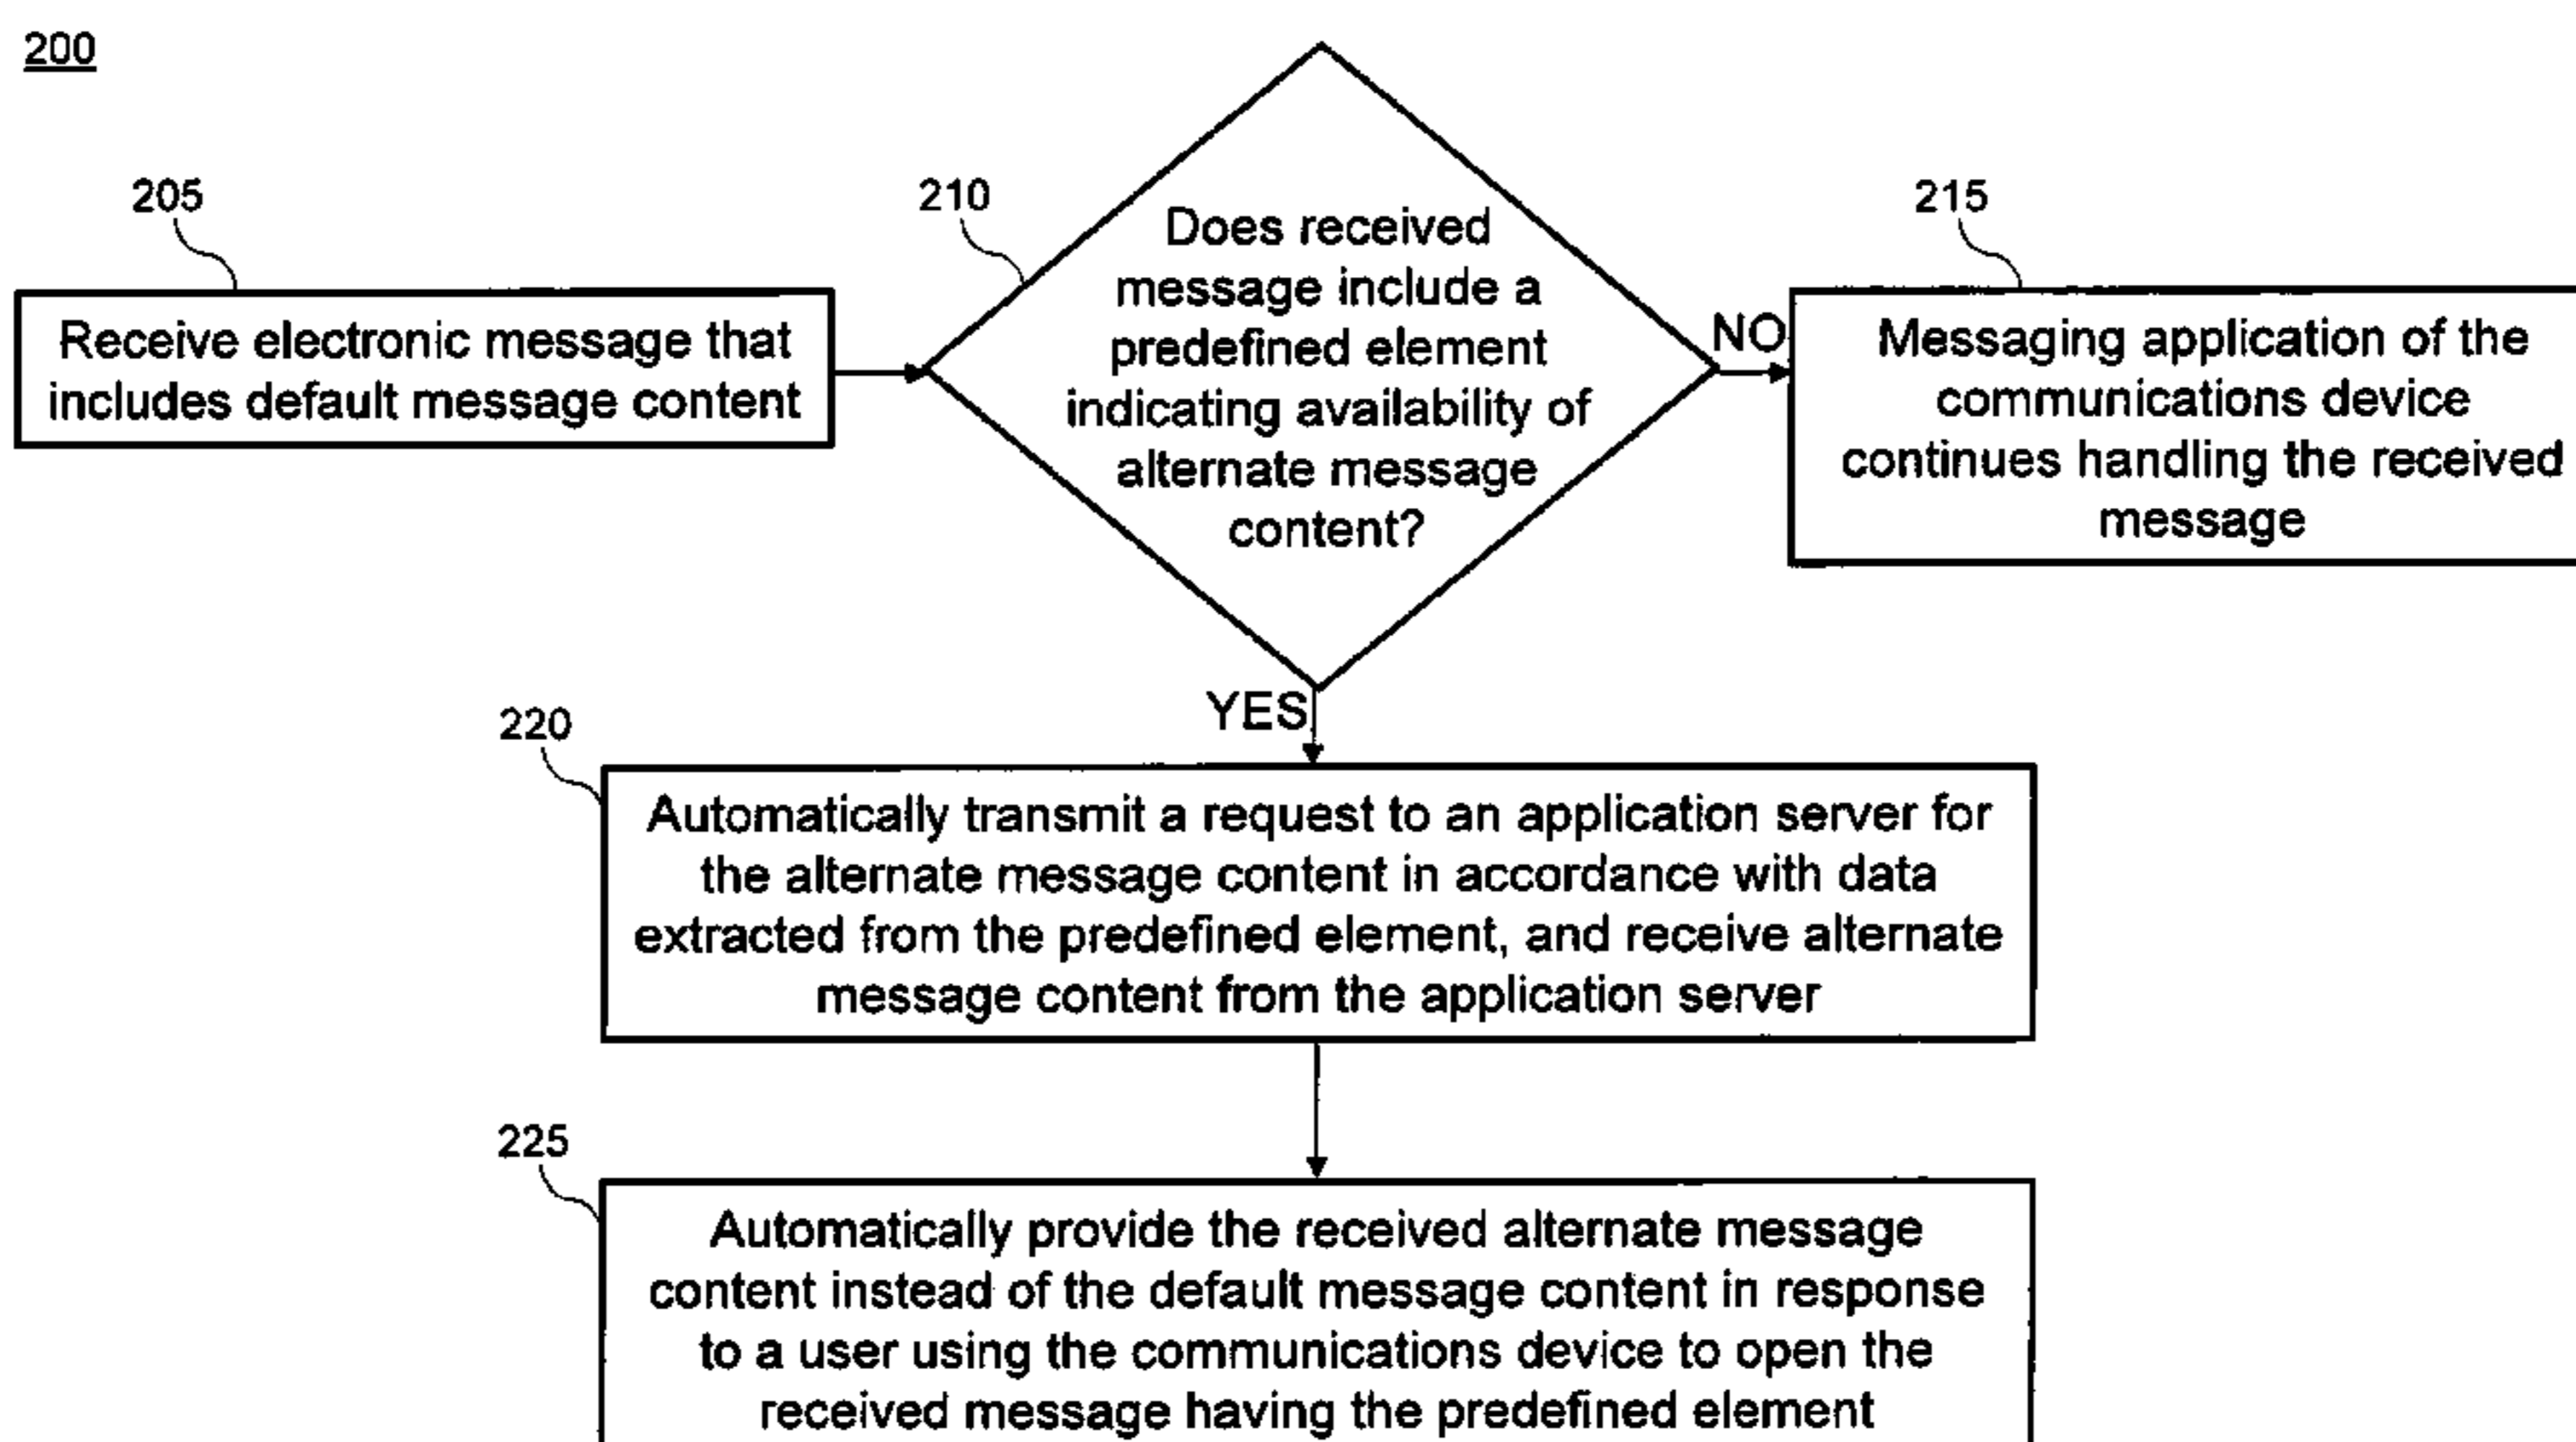 200
205
Receive electronic message that
includes default message content
210
Does received
message include a
predefined element
indicating availability of
alternate message
content?
NO
215
Messaging application of the
communications device
continues handling the received
message
YES
220
Automatically transmit a request to an application server for
the alternate message content in accordance with data
extracted from the predefined element, and receive alternate
message content from the application server
225
Automatically provide the received alternate message
content instead of the default message content in response
to a user using the communications device to open the
received message having the predefined element